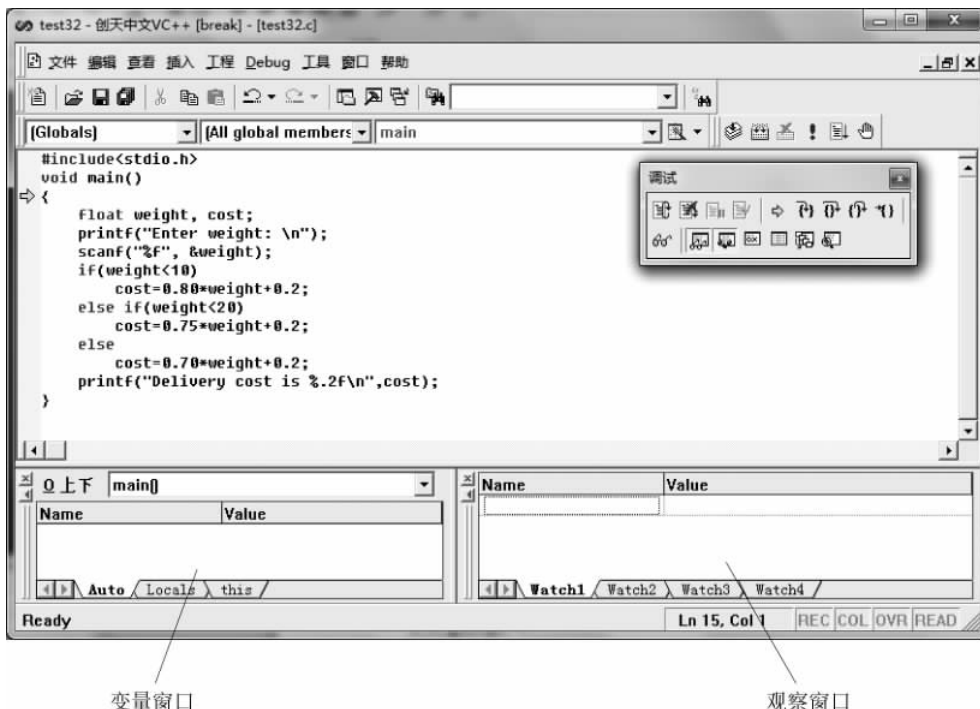 test32 - 创天中文VC++ [break] - [test32.c]
文件 编辑 查看 插入 工程 Debug 工具 窗口 帮助
(Globals) (All global members main
#include<stdio.h>
void main()
{
float weight, cost;
printf("Enter weight: \n");
scanf("%f", &weight);
if(weight<10)
cost=0.80*weight+0.2;
else if(weight<20)
cost=0.75*weight+0.2;
else
cost=0.70*weight+0.2;
printf("Delivery cost is %.2f\n",cost);
}
调试
0 上下 main()
Name Value
Auto Locals this
Name Value
Watch1 Watch2 Watch3 Watch4
Ready Ln 15, Col 1 REC COL OVR READ
变量窗口 观察窗口